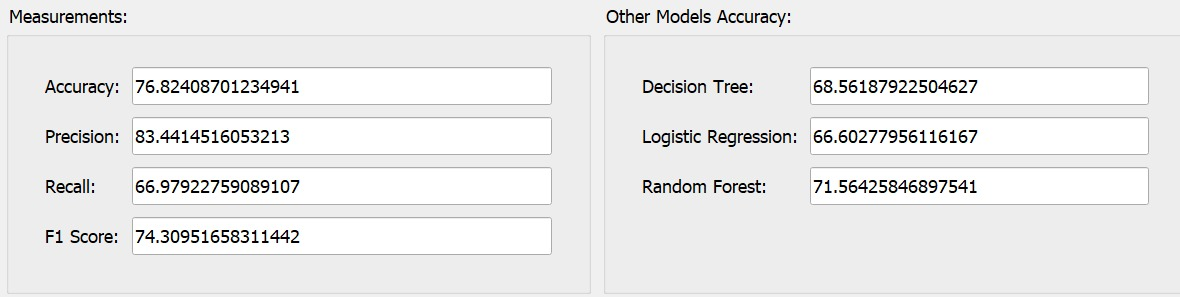 Measurements:
Accuracy: 76.82408701234941
Precision: 83.4414516053213
Recall: 66.97922759089107
F1 Score: 74.30951658311442
Other Models Accuracy:
Decision Tree: 68.56187922504627
Logistic Regression: 66.60277956116167
Random Forest: 71.56425846897541